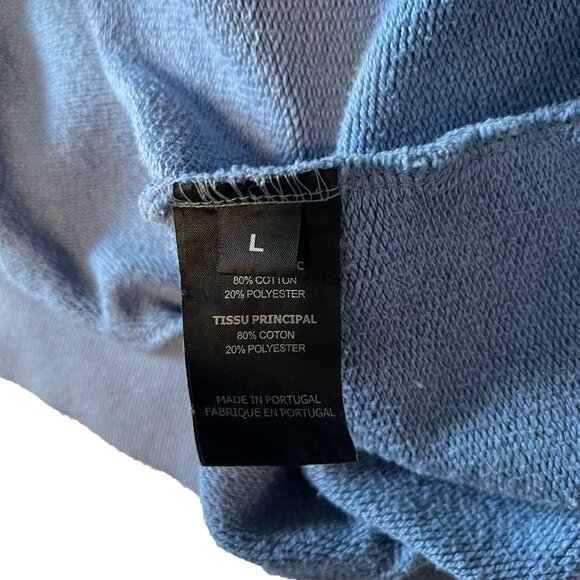 L
80% COTTON
20% POLYESTER
TISSU PRINCIPAL
80% COTON
20% POLYESTER
MADE IN PORTUGAL
FABRIQUE EN PORTUGAL